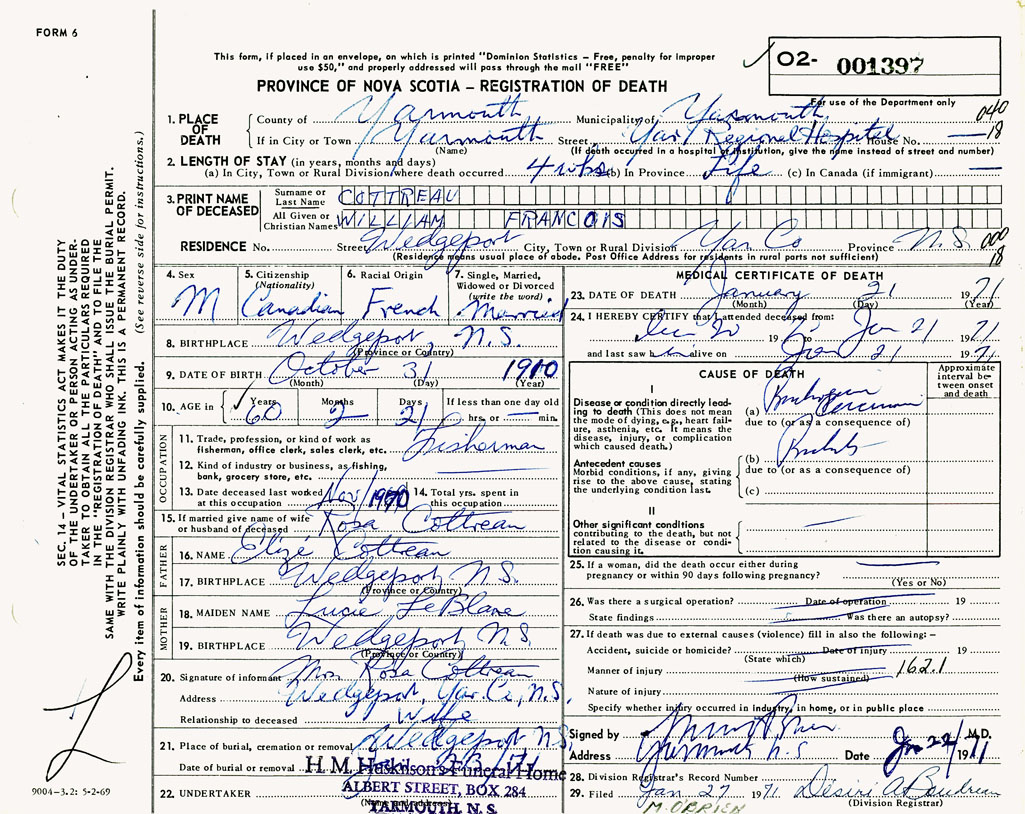 FORM 6
This form, if placed in an envelope, on which is printed "Dominion Statistics – Free, penalty for improper
use $50," and properly addressed will pass through the mail "FREE"
PROVINCE OF NOVA SCOTIA – REGISTRATION OF DEATH
O2- 001397
For use of the Department only
SEC. 14 – VITAL STATISTICS ACT MAKES IT THE DUTY
OF THE UNDERTAKER OR PERSON ACTING AS UNDER-
TAKER TO OBTAIN ALL THE PARTICULARS REQUIRED
IN THE "REGISTRATION OF DEATH" AND TO FILE THE
SAME WITH THE DIVISION REGISTRAR WHO SHALL ISSUE THE BURIAL PERMIT.
WRITE PLAINLY WITH UNFADING INK. THIS IS A PERMANENT RECORD.
Every item of information should be carefully supplied. (See reverse side for instructions.)
1. PLACE OF DEATH
County of Yarmouth Municipality of Yarmouth 040
If in City or Town Yarmouth Street Yar. Regional Hospital House No. — 18
(Name) (If death occurred in a hospital or institution, give the name instead of street and number)
2. LENGTH OF STAY (in years, months and days)
(a) In City, Town or Rural Division where death occurred 4 wks (b) In Province Life (c) In Canada (if immigrant) —
3. PRINT NAME OF DECEASED
Surname or Last Name COTTREAU
All Given or Christian Names WILLIAM FRANCOIS
RESIDENCE No. Street Wedgeport City, Town or Rural Division Yar Co Province N.S. 000
(Residence means usual place of abode. Post Office Address for residents in rural parts not sufficient) 18
4. Sex M
5. Citizenship (Nationality) Canadian
6. Racial Origin French
7. Single, Married, Widowed or Divorced (write the word) Married
8. BIRTHPLACE Wedgeport, N.S.
(Province or Country)
9. DATE OF BIRTH October 31 1910
(Month) (Day) (Year)
10. AGE in Years 60 Months 2 Days 21 If less than one day old
hrs. or — min.
OCCUPATION
11. Trade, profession, or kind of work as
fisherman, office clerk, sales clerk, etc. Fisherman
12. Kind of industry or business, as fishing,
bank, grocery store, etc.
13. Date deceased last worked at this occupation Nov/1970
14. Total yrs. spent in this occupation
15. If married give name of wife or husband of deceased Rosa Cottreau
FATHER
16. NAME Elizé Cottreau
17. BIRTHPLACE Wedgeport, N.S.
(Province or Country)
MOTHER
18. MAIDEN NAME Lucie LeBlanc
19. BIRTHPLACE Wedgeport N.S.
(Province or Country)
20. Signature of informant Mrs. Rosa Cottreau
Address Wedgeport, Yar. Co., N.S.
Relationship to deceased Wife
21. Place of burial, cremation or removal Wedgeport N.S.
Date of burial or removal
22. UNDERTAKER
H. M. Huskinson's Funeral Home
ALBERT STREET, BOX 284
(Name and address)
YARMOUTH, N. S.
MEDICAL CERTIFICATE OF DEATH
23. DATE OF DEATH January 21 1971
(Month) (Day) (Year)
24. I HEREBY CERTIFY that I attended deceased from:
Dec 20 19 to Jan 21 1971
and last saw him alive on Jan 21 1971
CAUSE OF DEATH
Approximate interval be-
tween onset and death
I
Disease or condition directly lead-
ing to death (This does not mean
the mode of dying, e.g., heart fail-
ure, asthenia, etc. It means the
disease, injury, or complication
which caused death.)
(a)
due to (or as a consequence of)
Antecedent causes
Morbid conditions, if any, giving
rise to the above cause, stating
the underlying condition last.
(b)
due to (or as a consequence of)
(c)
II
Other significant conditions
contributing to the death, but not
related to the disease or condi-
tion causing it.
25. If a woman, did the death occur either during
pregnancy or within 90 days following pregnancy?
(Yes or No)
26. Was there a surgical operation? Date of operation 19
State findings Was there an autopsy?
27. If death was due to external causes (violence) fill in also the following: –
Accident, suicide or homicide? Date of injury 19
(State which)
Manner of injury 162.1
(How sustained)
Nature of injury
Specify whether injury occurred in industry, in home, or in public place
Signed by M.D.
Address Yarmouth N.S Date Jan 22/1971
28. Division Registrar's Record Number
29. Filed Jan 27 1971 Désiré A Boudreau
(Division Registrar)
M. O'BRIEN
9004-3.2: 5-2-69